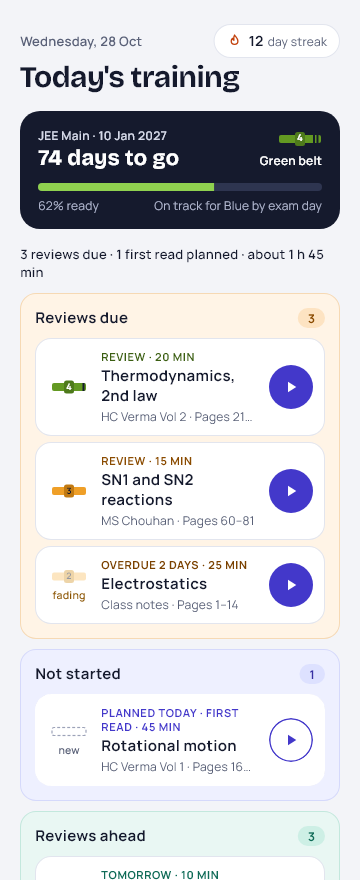 Wednesday, 28 Oct
12 day streak
Today's training
JEE Main · 10 Jan 2027
4
74 days to go
Green belt
62% ready
On track for Blue by exam day
3 reviews due · 1 first read planned · about 1 h 45
min
Reviews due
3
REVIEW · 20 MIN
4
Thermodynamics,
2nd law
HC Verma Vol 2 · Pages 21…
REVIEW · 15 MIN
3
SN1 and SN2
reactions
MS Chouhan · Pages 60–81
OVERDUE 2 DAYS · 25 MIN
2
Electrostatics
fading
Class notes · Pages 1–14
Not started
1
PLANNED TODAY · FIRST
READ · 45 MIN
Rotational motion
new
HC Verma Vol 1 · Pages 16…
Reviews ahead
3
TOMORROW · 10 MIN